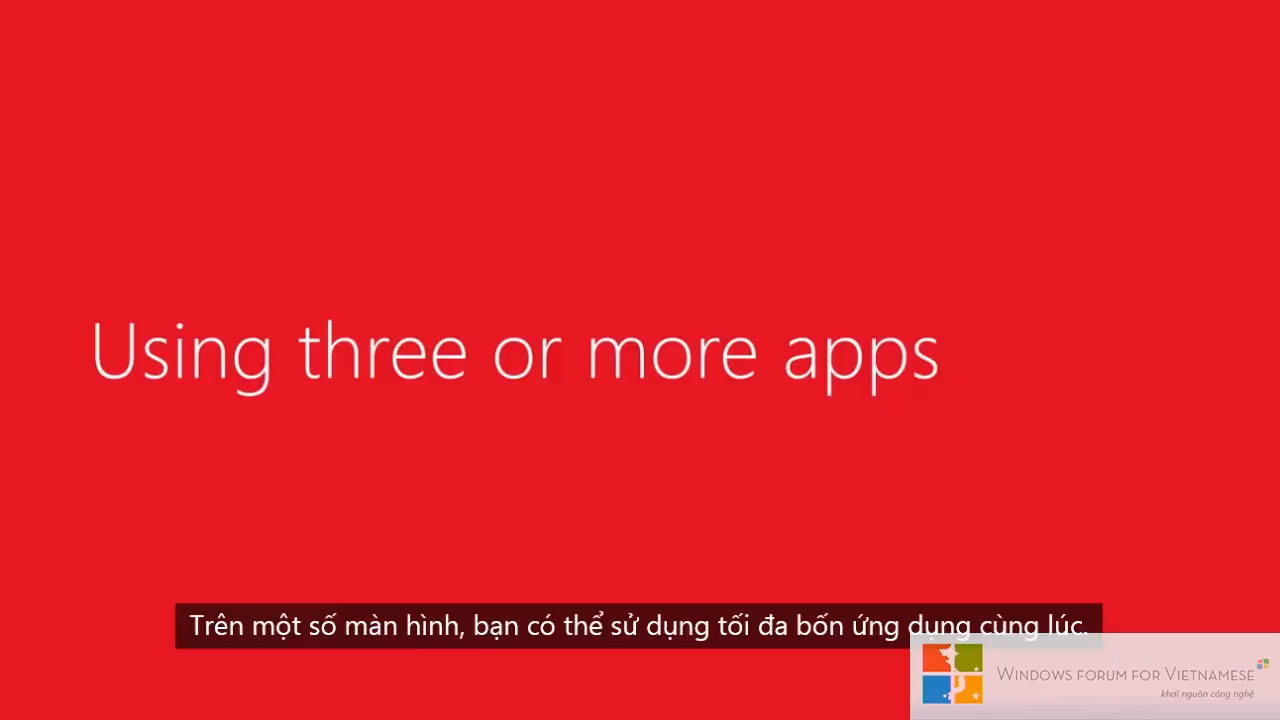 Using three or more apps
Trên một số màn hình, bạn có thể sử dụng tối đa bốn ứng dụng cùng lúc.
WINDOWS FORUM FOR VIETNAMESE
khơi nguồn công nghệ